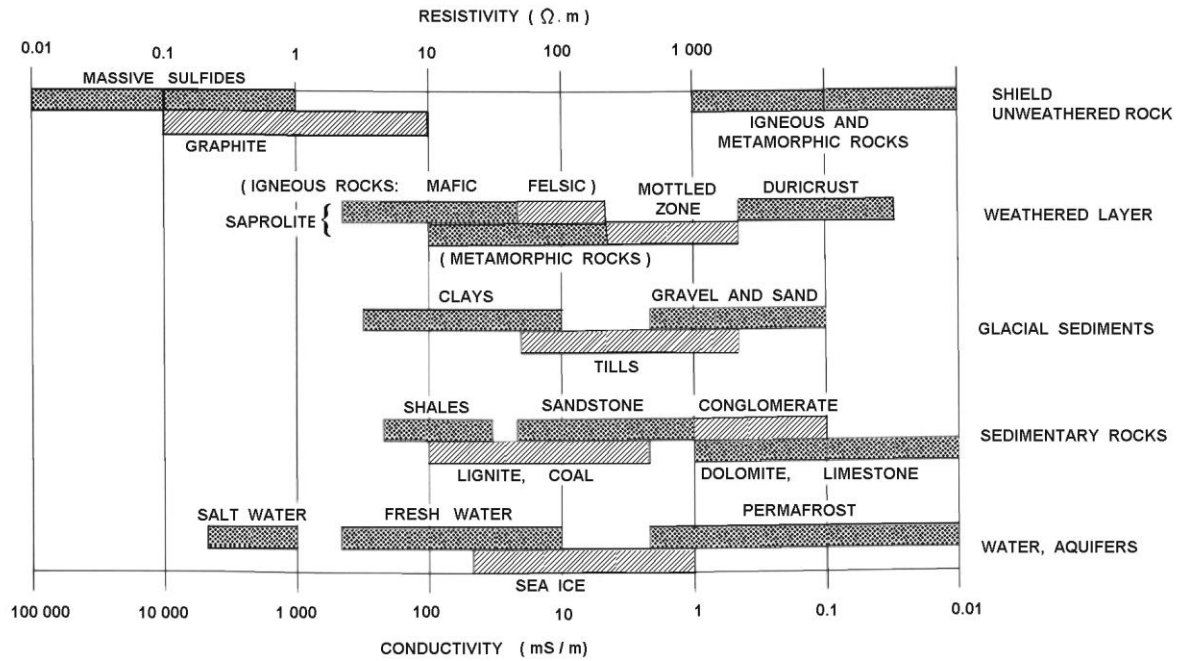 RESISTIVITY ( Ω . m )
0.01 0.1 1 10 100 1 000
MASSIVE SULFIDES
SHIELD
UNWEATHERED ROCK
GRAPHITE
IGNEOUS AND
METAMORPHIC ROCKS
( IGNEOUS ROCKS: MAFIC FELSIC )
MOTTLED
ZONE
DURICRUST
SAPROLITE {
WEATHERED LAYER
( METAMORPHIC ROCKS )
CLAYS
GRAVEL AND SAND
GLACIAL SEDIMENTS
TILLS
SHALES
SANDSTONE
CONGLOMERATE
SEDIMENTARY ROCKS
LIGNITE, COAL
DOLOMITE, LIMESTONE
SALT WATER
FRESH WATER
PERMAFROST
WATER, AQUIFERS
SEA ICE
100 000 10 000 1 000 100 10 1 0.1 0.01
CONDUCTIVITY ( mS / m )